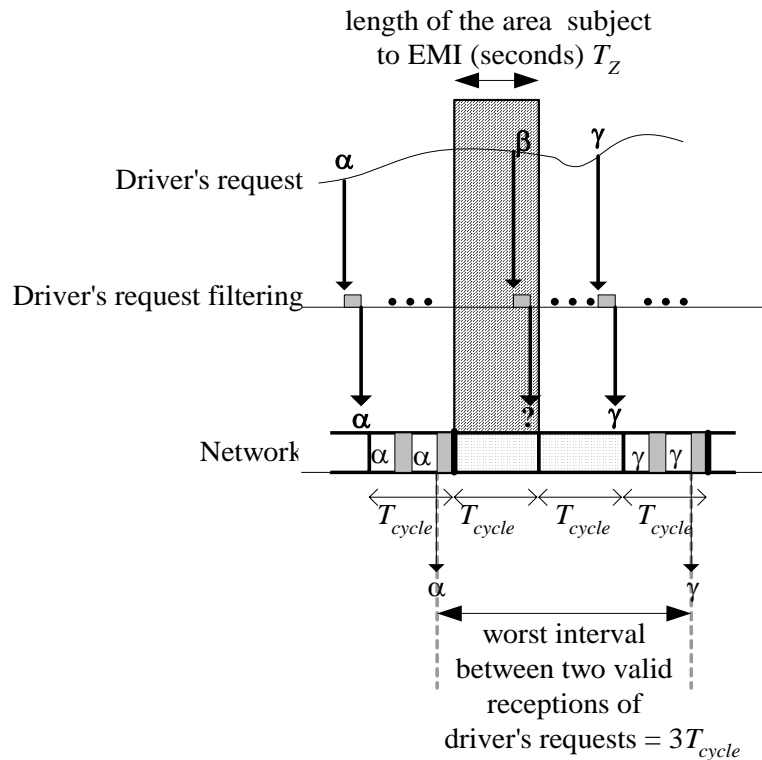 length of the area subject
to EMI (seconds) T_Z
α
β
γ
Driver's request
Driver's request filtering
α
?
γ
Network
α α γ γ
T_cycle T_cycle T_cycle T_cycle
α
γ
worst interval
between two valid
receptions of
driver's requests = 3T_cycle